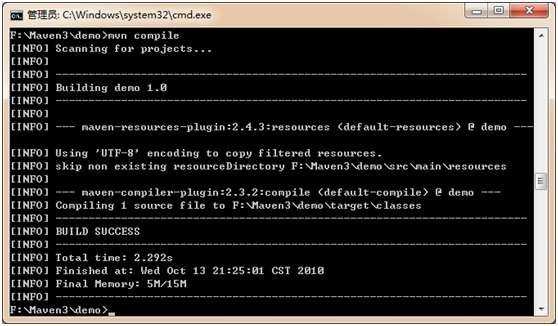 管理员: C:\Windows\system32\cmd.exe
F:\Maven3\demo>mvn compile
[INFO] Scanning for projects...
[INFO]
[INFO] ------------------------------------------------------------------------
[INFO] Building demo 1.0
[INFO] ------------------------------------------------------------------------
[INFO]
[INFO] --- maven-resources-plugin:2.4.3:resources (default-resources) @ demo ---
[INFO] Using 'UTF-8' encoding to copy filtered resources.
[INFO] skip non existing resourceDirectory F:\Maven3\demo\src\main\resources
[INFO]
[INFO] --- maven-compiler-plugin:2.3.2:compile (default-compile) @ demo ---
[INFO] Compiling 1 source file to F:\Maven3\demo\target\classes
[INFO] ------------------------------------------------------------------------
[INFO] BUILD SUCCESS
[INFO] ------------------------------------------------------------------------
[INFO] Total time: 2.292s
[INFO] Finished at: Wed Oct 13 21:25:01 CST 2010
[INFO] Final Memory: 5M/15M
[INFO] ------------------------------------------------------------------------
F:\Maven3\demo>_